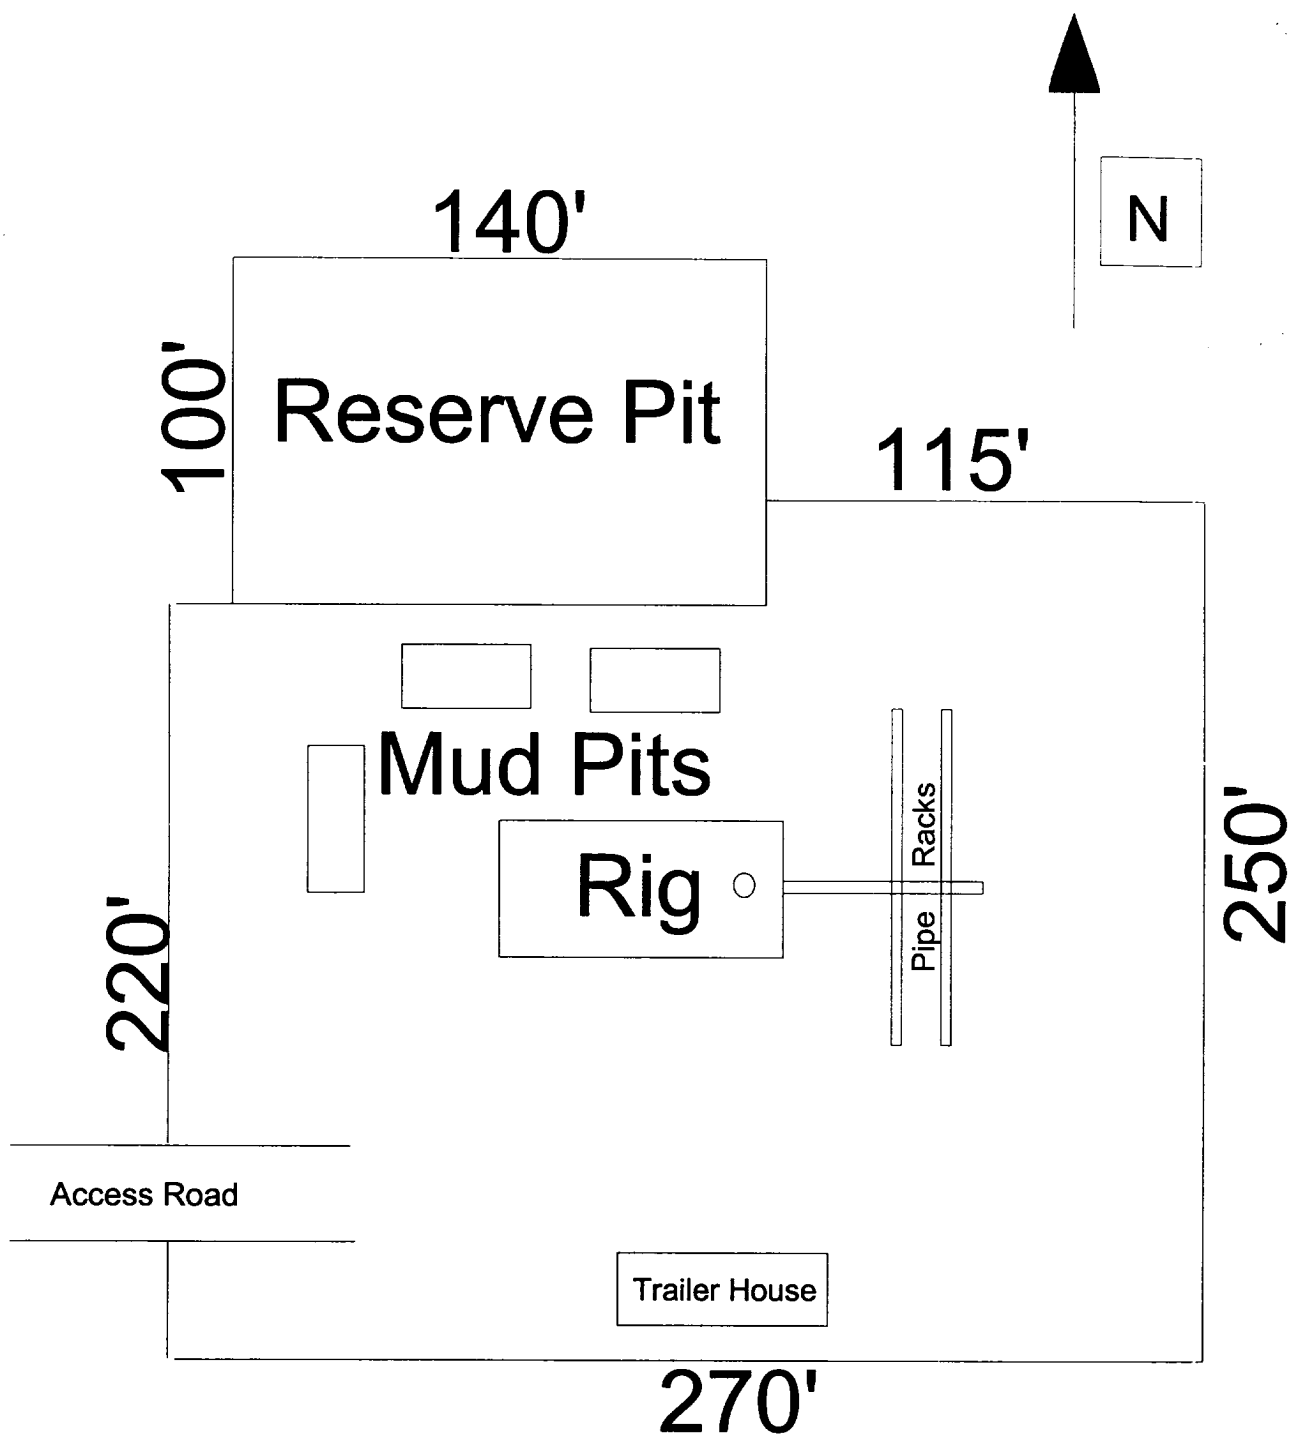 N
140'
100'
Reserve Pit
115'
Mud Pits
Rig
Pipe Racks
250'
220'
Access Road
Trailer House
270'